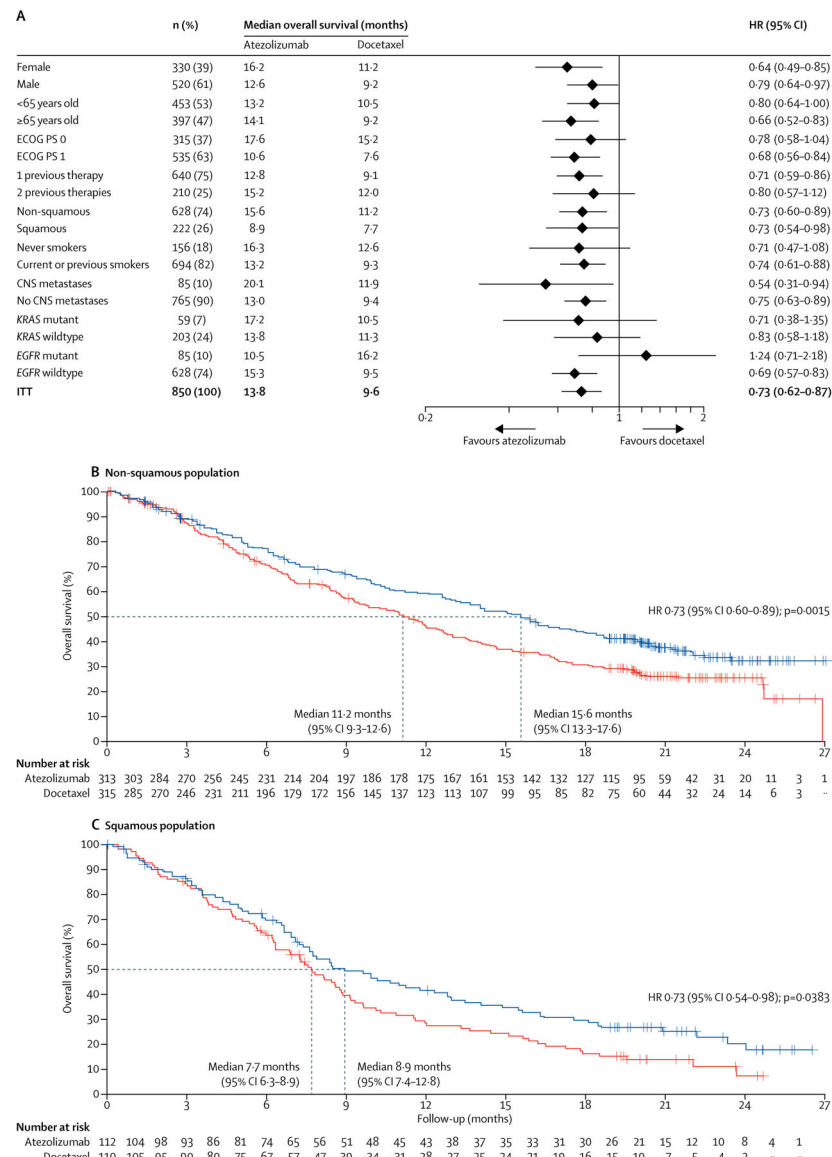 A
n (%) Median overall survival (months) HR (95% CI)
Atezolizumab Docetaxel
Female 330 (39) 16·2 11·2 0·64 (0·49–0·85)
Male 520 (61) 12·6 9·2 0·79 (0·64–0·97)
<65 years old 453 (53) 13·2 10·5 0·80 (0·64–1·00)
≥65 years old 397 (47) 14·1 9·2 0·66 (0·52–0·83)
ECOG PS 0 315 (37) 17·6 15·2 0·78 (0·58–1·04)
ECOG PS 1 535 (63) 10·6 7·6 0·68 (0·56–0·84)
1 previous therapy 640 (75) 12·8 9·1 0·71 (0·59–0·86)
2 previous therapies 210 (25) 15·2 12·0 0·80 (0·57–1·12)
Non-squamous 628 (74) 15·6 11·2 0·73 (0·60–0·89)
Squamous 222 (26) 8·9 7·7 0·73 (0·54–0·98)
Never smokers 156 (18) 16·3 12·6 0·71 (0·47–1·08)
Current or previous smokers 694 (82) 13·2 9·3 0·74 (0·61–0·88)
CNS metastases 85 (10) 20·1 11·9 0·54 (0·31–0·94)
No CNS metastases 765 (90) 13·0 9·4 0·75 (0·63–0·89)
KRAS mutant 59 (7) 17·2 10·5 0·71 (0·38–1·35)
KRAS wildtype 203 (24) 13·8 11·3 0·83 (0·58–1·18)
EGFR mutant 85 (10) 10·5 16·2 1·24 (0·71–2·18)
EGFR wildtype 628 (74) 15·3 9·5 0·69 (0·57–0·83)
ITT 850 (100) 13·8 9·6 0·73 (0·62–0·87)
0·2 1 2
Favours atezolizumab Favours docetaxel
B Non-squamous population
100
90
80
70
60
50
40
30
20
10
0
Overall survival (%)
HR 0·73 (95% CI 0·60–0·89); p=0·0015
Median 11·2 months
(95% CI 9·3–12·6)
Median 15·6 months
(95% CI 13·3–17·6)
0 3 6 9 12 15 18 21 24 27
Number at risk
Atezolizumab 313 303 284 270 256 245 231 214 204 197 186 178 175 167 161 153 142 132 127 115 95 59 42 31 20 11 3 1
Docetaxel 315 285 270 246 231 211 196 179 172 156 145 137 123 113 107 99 95 85 82 75 60 44 32 24 14 6 3 ··
C Squamous population
100
90
80
70
60
50
40
30
20
10
0
Overall survival (%)
HR 0·73 (95% CI 0·54–0·98); p=0·0383
Median 7·7 months
(95% CI 6·3–8·9)
Median 8·9 months
(95% CI 7·4–12·8)
0 3 6 9 12 15 18 21 24 27
Follow-up (months)
Number at risk
Atezolizumab 112 104 98 93 86 81 74 65 56 51 48 45 43 38 37 35 33 31 30 26 21 15 12 10 8 4 1
Docetaxel 110 105 95 90 80 75 67 57 47 39 34 31 28 27 25 24 21 19 16 15 10 7 5 4 2